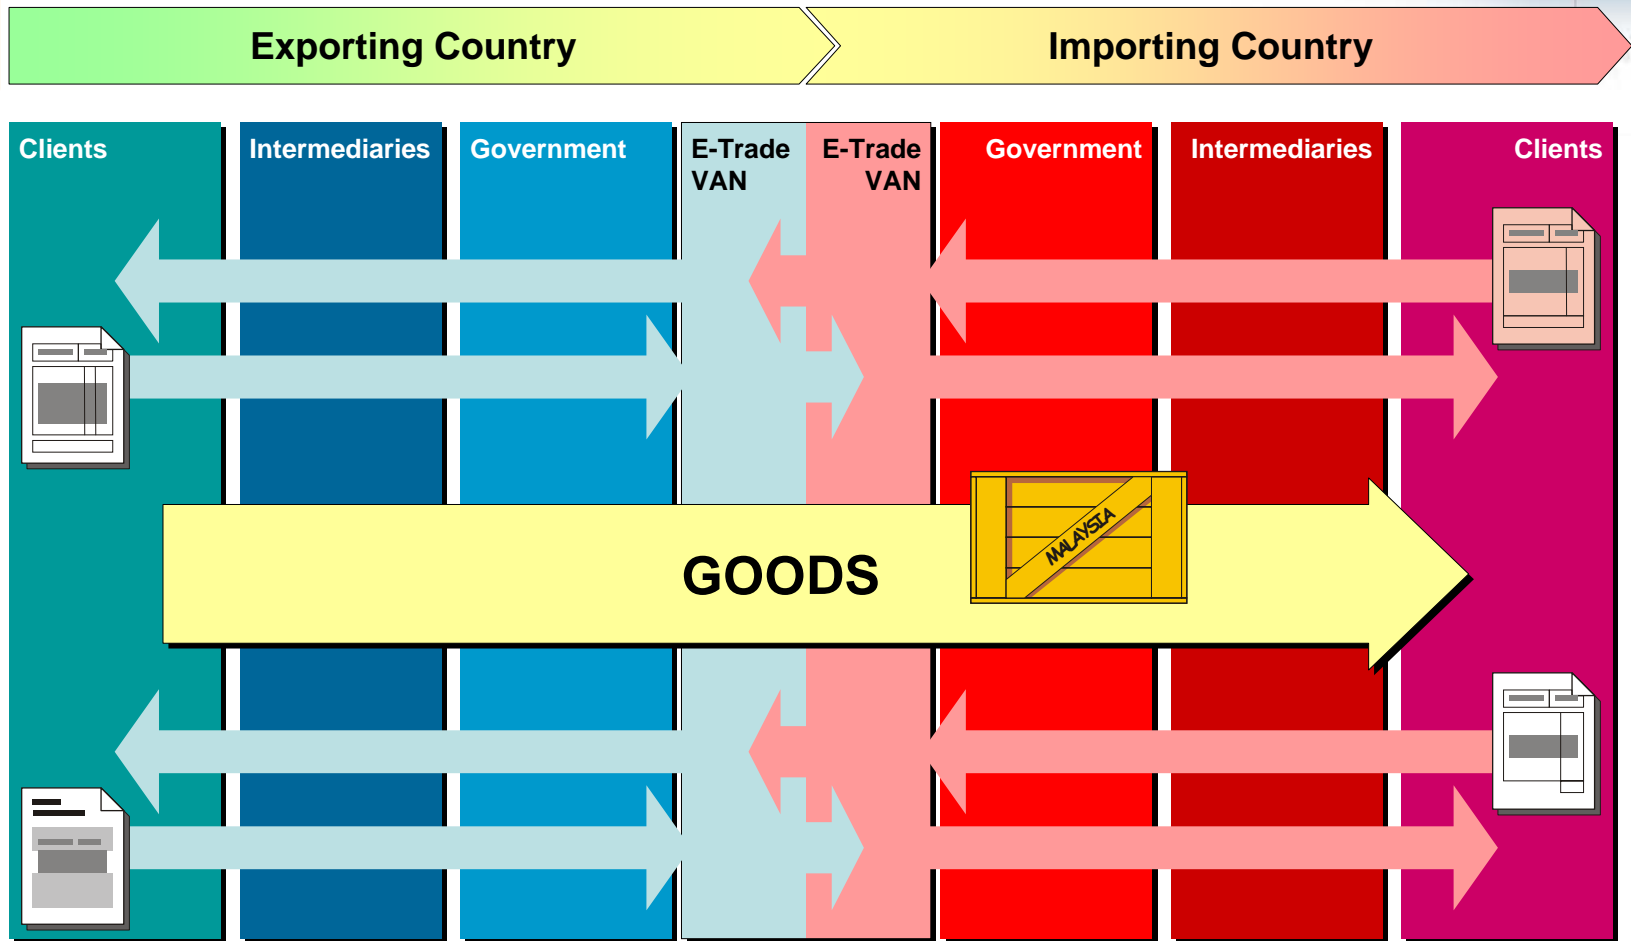 Exporting Country
Importing Country
Clients
Intermediaries
Government
E-Trade
VAN
E-Trade
VAN
Government
Intermediaries
Clients
GOODS
MALAYSIA